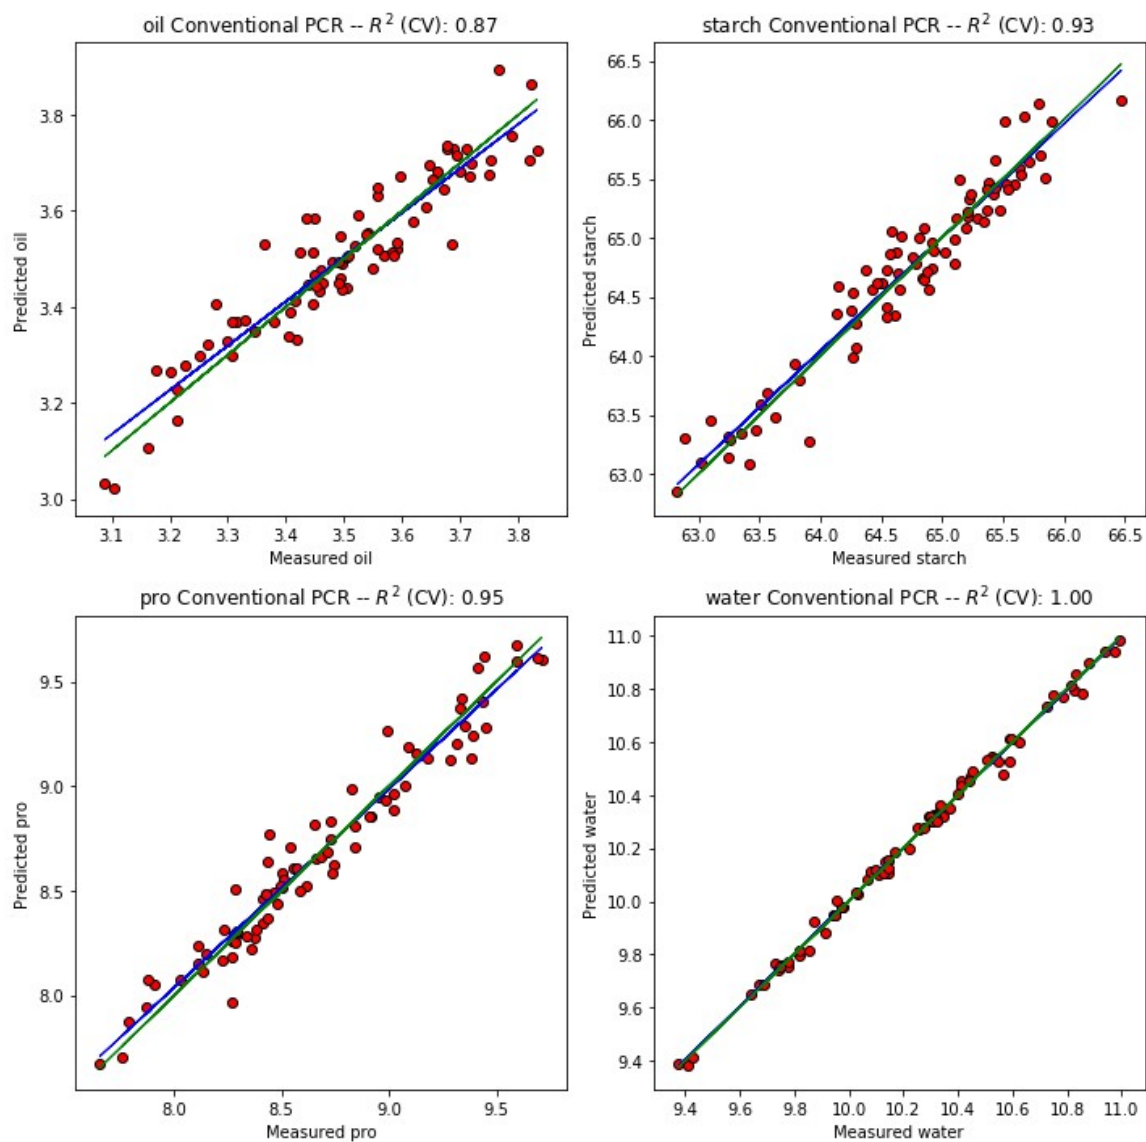 oil Conventional PCR -- R² (CV): 0.87
3.8
3.6
3.4
3.2
3.0
Predicted oil
3.1 3.2 3.3 3.4 3.5 3.6 3.7 3.8
Measured oil
starch Conventional PCR -- R² (CV): 0.93
66.5
66.0
65.5
65.0
64.5
64.0
63.5
63.0
Predicted starch
63.0 63.5 64.0 64.5 65.0 65.5 66.0 66.5
Measured starch
pro Conventional PCR -- R² (CV): 0.95
9.5
9.0
8.5
8.0
Predicted pro
8.0 8.5 9.0 9.5
Measured pro
water Conventional PCR -- R² (CV): 1.00
11.0
10.8
10.6
10.4
10.2
10.0
9.8
9.6
9.4
Predicted water
9.4 9.6 9.8 10.0 10.2 10.4 10.6 10.8 11.0
Measured water